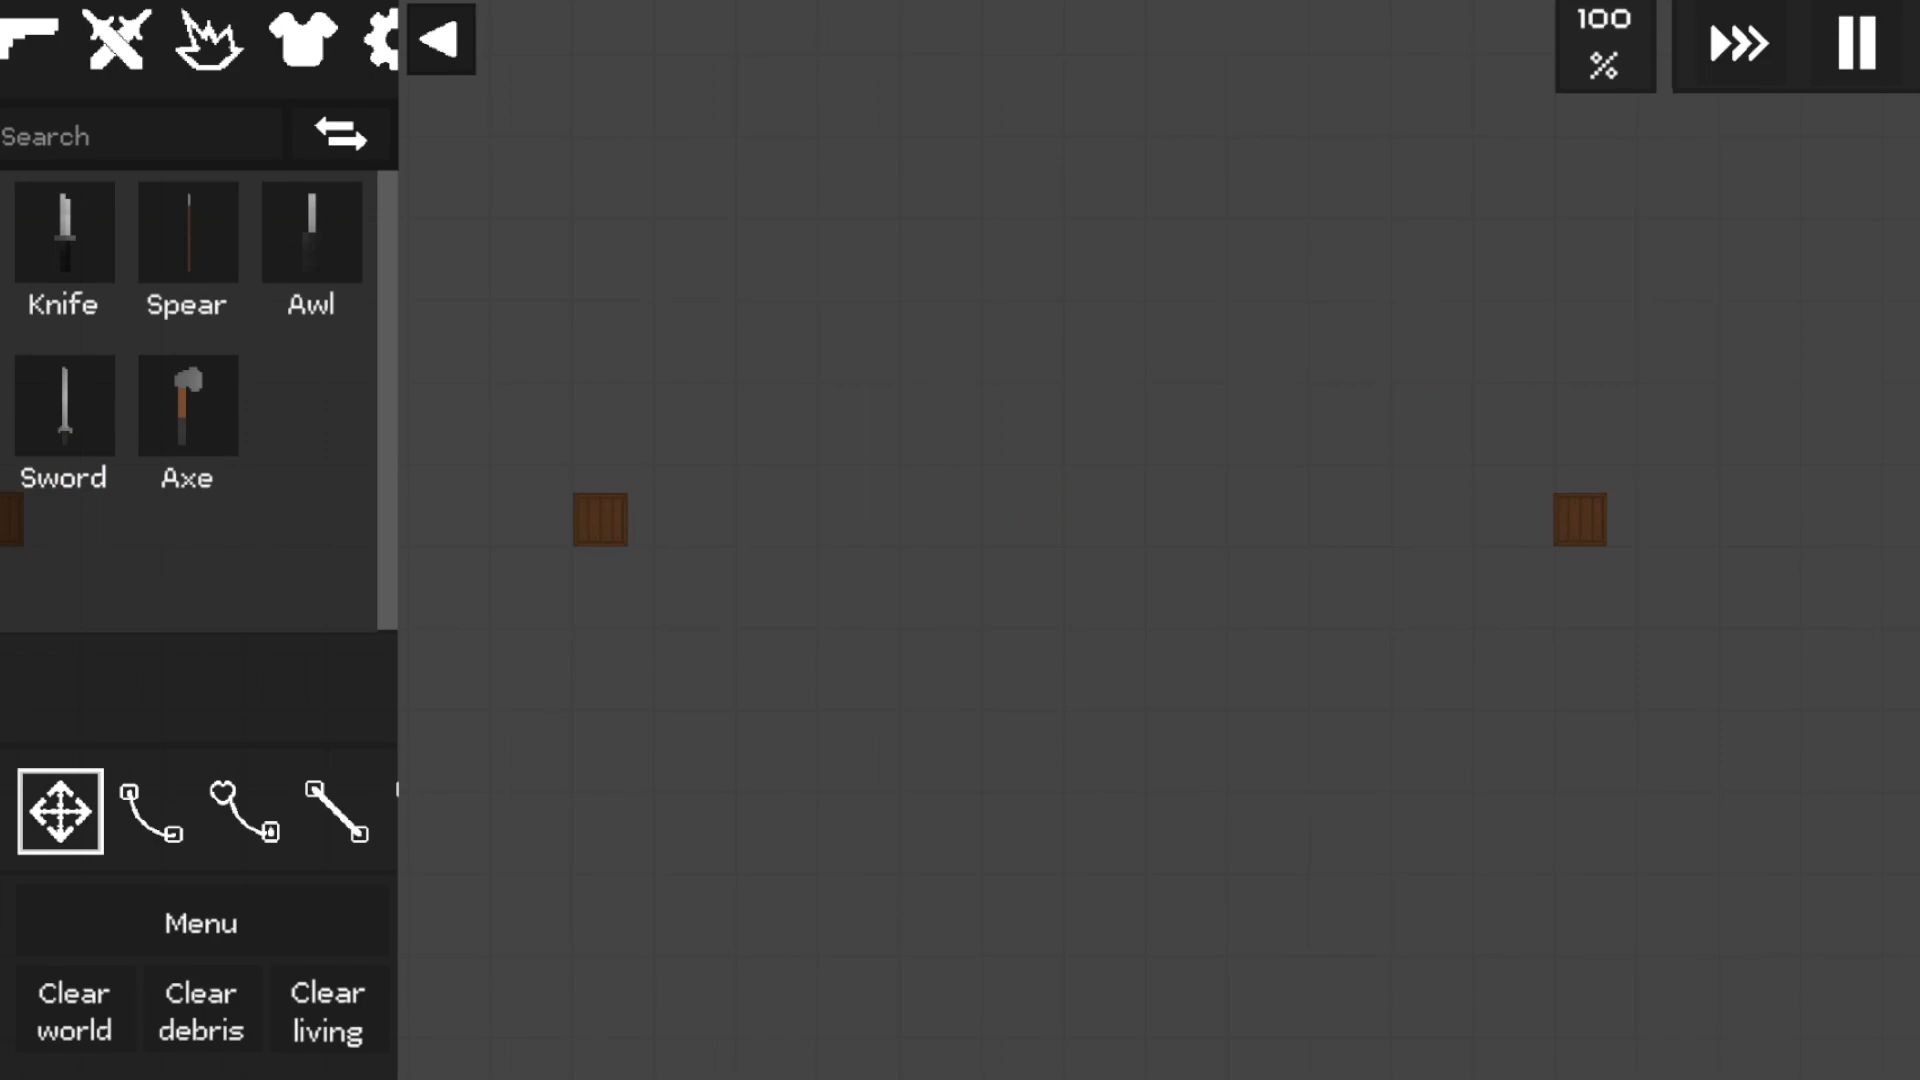 100
%
Search
Knife Spear Awl
Sword Axe
Menu
Clear world
Clear debris
Clear living